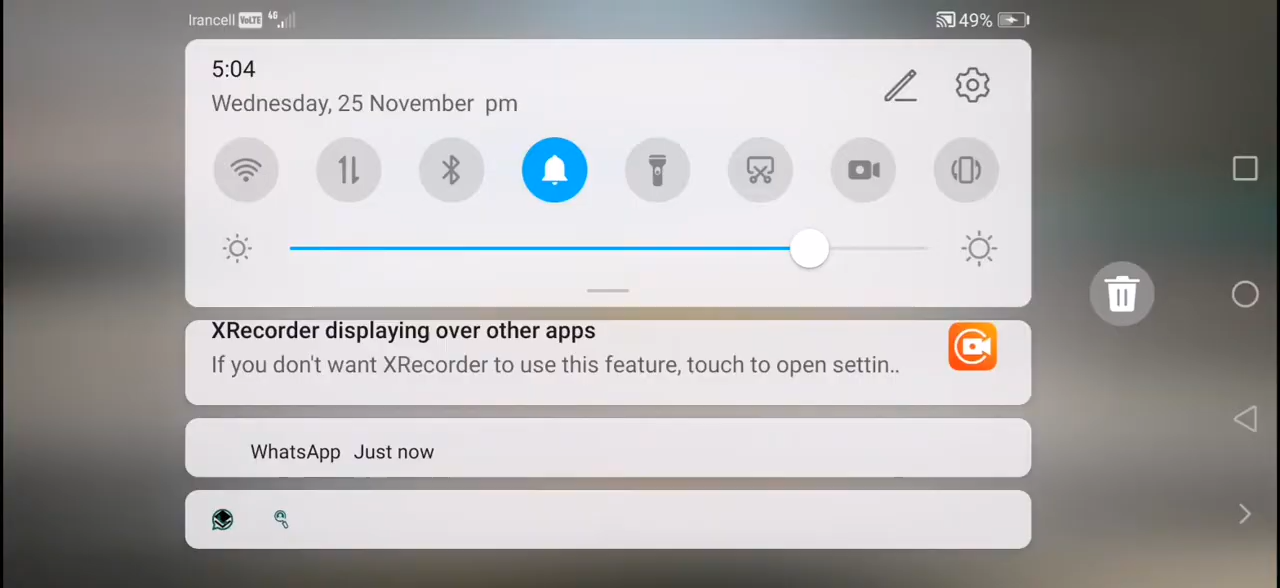 Irancell VoLTE 4G 49%
5:04
Wednesday, 25 November pm
XRecorder displaying over other apps
If you don't want XRecorder to use this feature, touch to open settin..
WhatsApp Just now